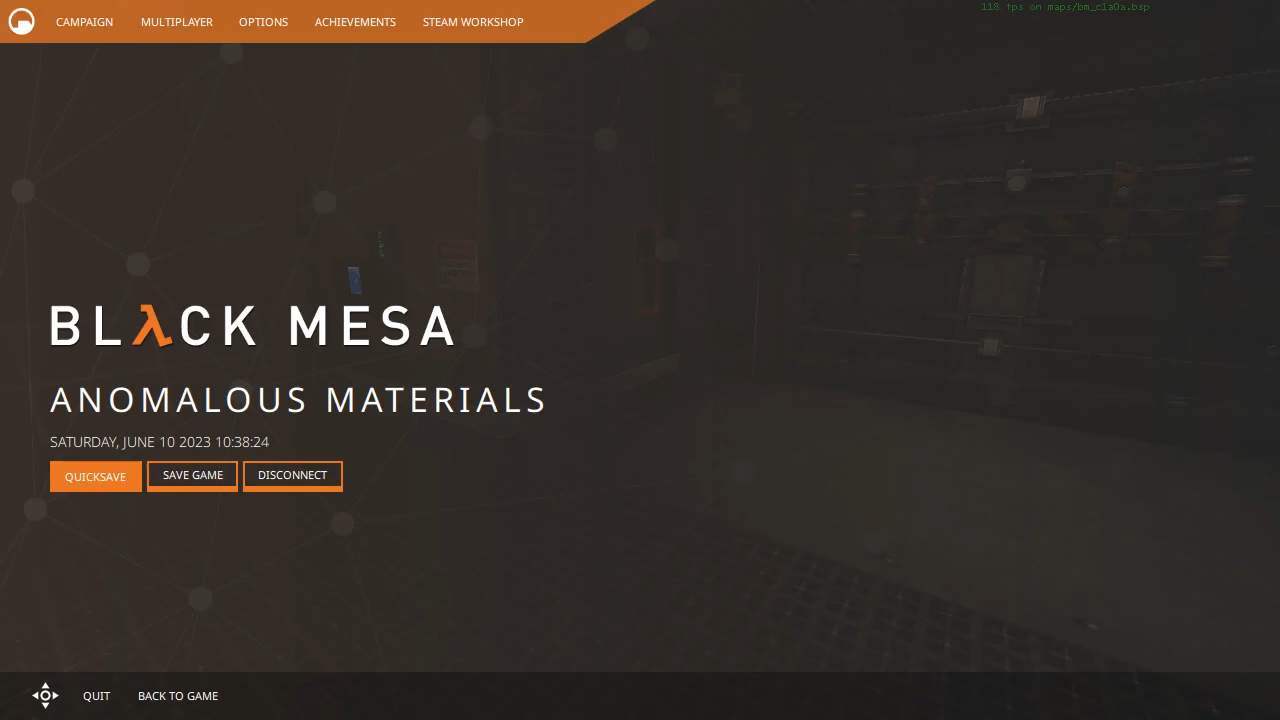 CAMPAIGN MULTIPLAYER OPTIONS ACHIEVEMENTS STEAM WORKSHOP
118 fps on maps/bm_c1a0a.bsp
BLλCK MESA
ANOMALOUS MATERIALS
SATURDAY, JUNE 10 2023 10:38:24
QUICKSAVE SAVE GAME DISCONNECT
QUIT BACK TO GAME